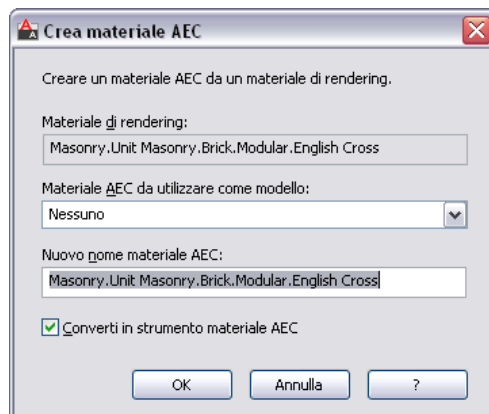 Crea materiale AEC
Creare un materiale AEC da un materiale di rendering.
Materiale di rendering:
Masonry.Unit Masonry.Brick.Modular.English Cross
Materiale AEC da utilizzare come modello:
Nessuno
Nuovo nome materiale AEC:
Masonry.Unit Masonry.Brick.Modular.English Cross
Converti in strumento materiale AEC
OK Annulla ?